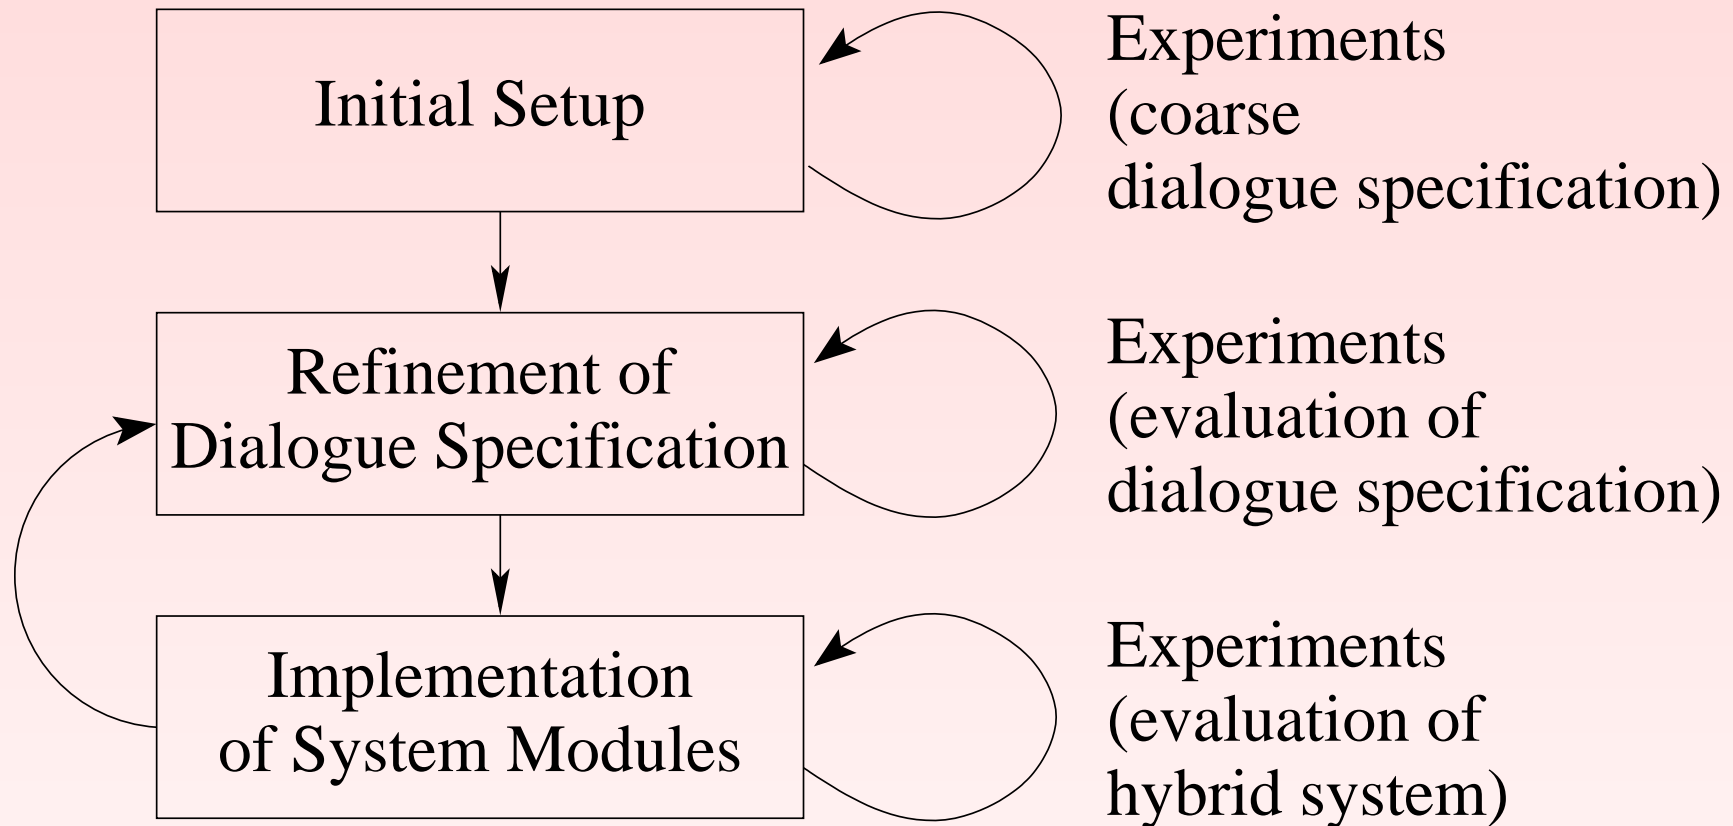 Initial Setup
Experiments
(coarse
dialogue specification)
Refinement of
Dialogue Specification
Experiments
(evaluation of
dialogue specification)
Implementation
of System Modules
Experiments
(evaluation of
hybrid system)